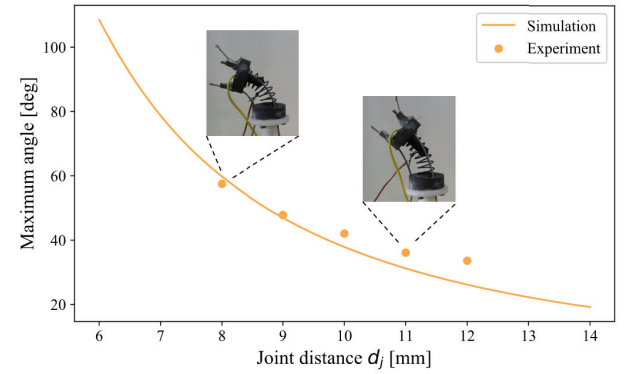 Simulation
Experiment
Maximum angle [deg]
100
80
60
40
20
6 7 8 9 10 11 12 13 14
Joint distance dj [mm]